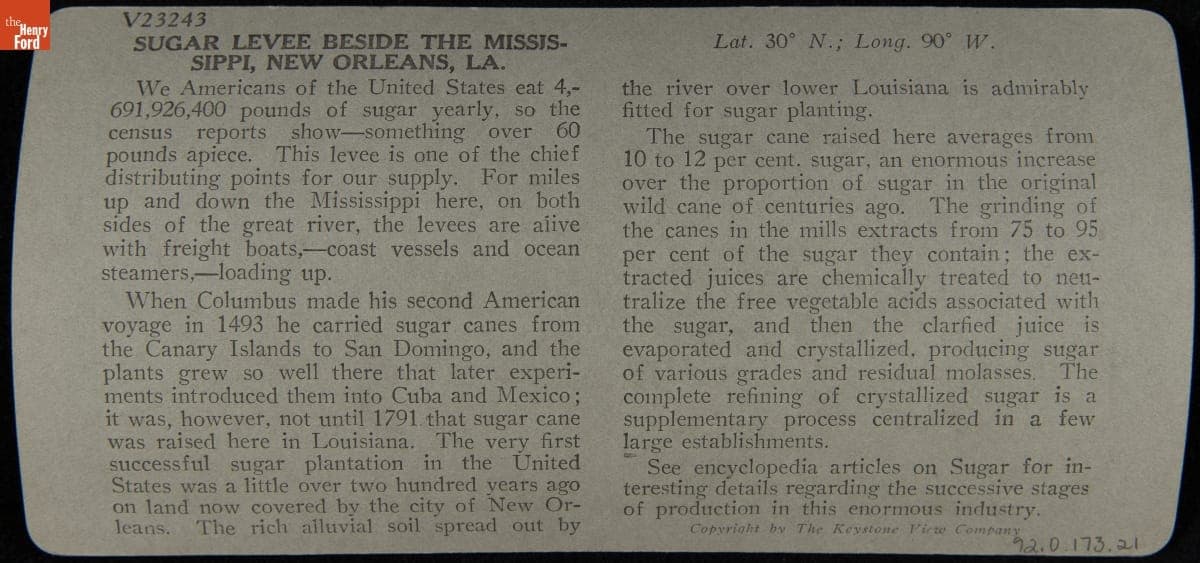 the
Henry
Ford
V23243
SUGAR LEVEE BESIDE THE MISSIS-
SIPPI, NEW ORLEANS, LA.
We Americans of the United States eat 4,-
691,926,400 pounds of sugar yearly, so the
census reports show—something over 60
pounds apiece. This levee is one of the chief
distributing points for our supply. For miles
up and down the Mississippi here, on both
sides of the great river, the levees are alive
with freight boats,—coast vessels and ocean
steamers,—loading up.
When Columbus made his second American
voyage in 1493 he carried sugar canes from
the Canary Islands to San Domingo, and the
plants grew so well there that later experi-
ments introduced them into Cuba and Mexico;
it was, however, not until 1791 that sugar cane
was raised here in Louisiana. The very first
successful sugar plantation in the United
States was a little over two hundred years ago
on land now covered by the city of New Or-
leans. The rich alluvial soil spread out by
Lat. 30° N.; Long. 90° W.
the river over lower Louisiana is admirably
fitted for sugar planting.
The sugar cane raised here averages from
10 to 12 per cent. sugar, an enormous increase
over the proportion of sugar in the original
wild cane of centuries ago. The grinding of
the canes in the mills extracts from 75 to 95
per cent of the sugar they contain; the ex-
tracted juices are chemically treated to neu-
tralize the free vegetable acids associated with
the sugar, and then the clarfied juice is
evaporated and crystallized, producing sugar
of various grades and residual molasses. The
complete refining of crystallized sugar is a
supplementary process centralized in a few
large establishments.
See encyclopedia articles on Sugar for in-
teresting details regarding the successive stages
of production in this enormous industry.
Copyright by The Keystone View Company
92.0.173.21